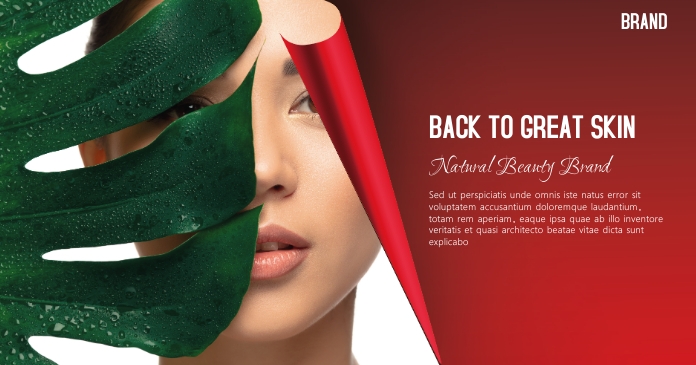 BRAND
BACK TO GREAT SKIN
Natural Beauty Brand
Sed ut perspiciatis unde omnis iste natus error sit
voluptatem accusantium doloremque laudantium,
totam rem aperiam, eaque ipsa quae ab illo inventore
veritatis et quasi architecto beatae vitae dicta sunt
explicabo